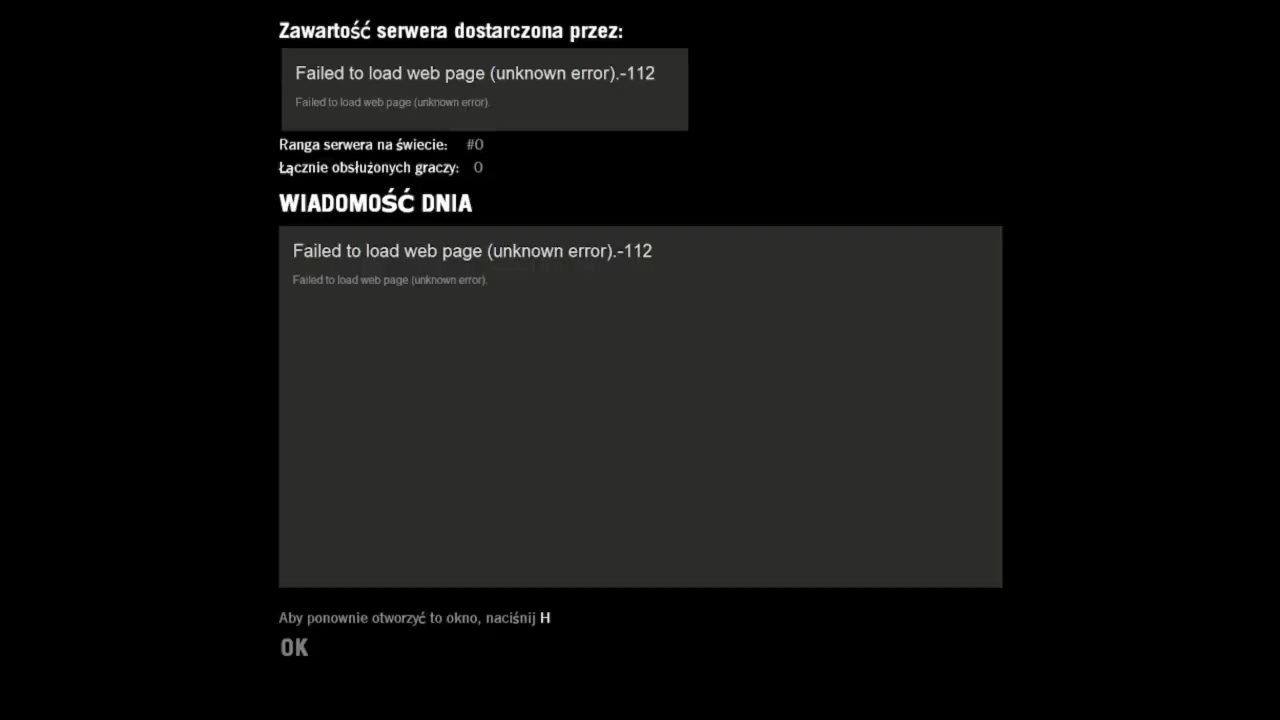 Zawartość serwera dostarczona przez:
Failed to load web page (unknown error).-112
Failed to load web page (unknown error).
Ranga serwera na świecie: #0
Łącznie obsłużonych graczy: 0
WIADOMOŚĆ DNIA
Failed to load web page (unknown error).-112
Failed to load web page (unknown error).
Aby ponownie otworzyć to okno, naciśnij H
OK